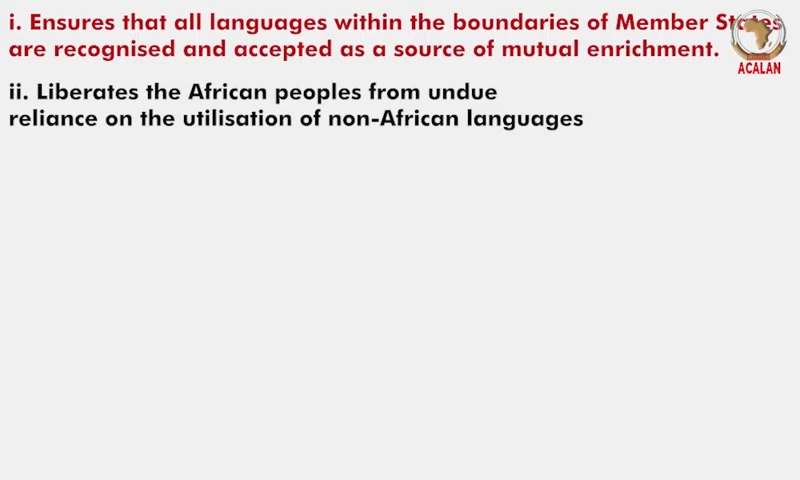 i. Ensures that all languages within the boundaries of Member States
are recognised and accepted as a source of mutual enrichment.
ACALAN
ii. Liberates the African peoples from undue
reliance on the utilisation of non-African languages